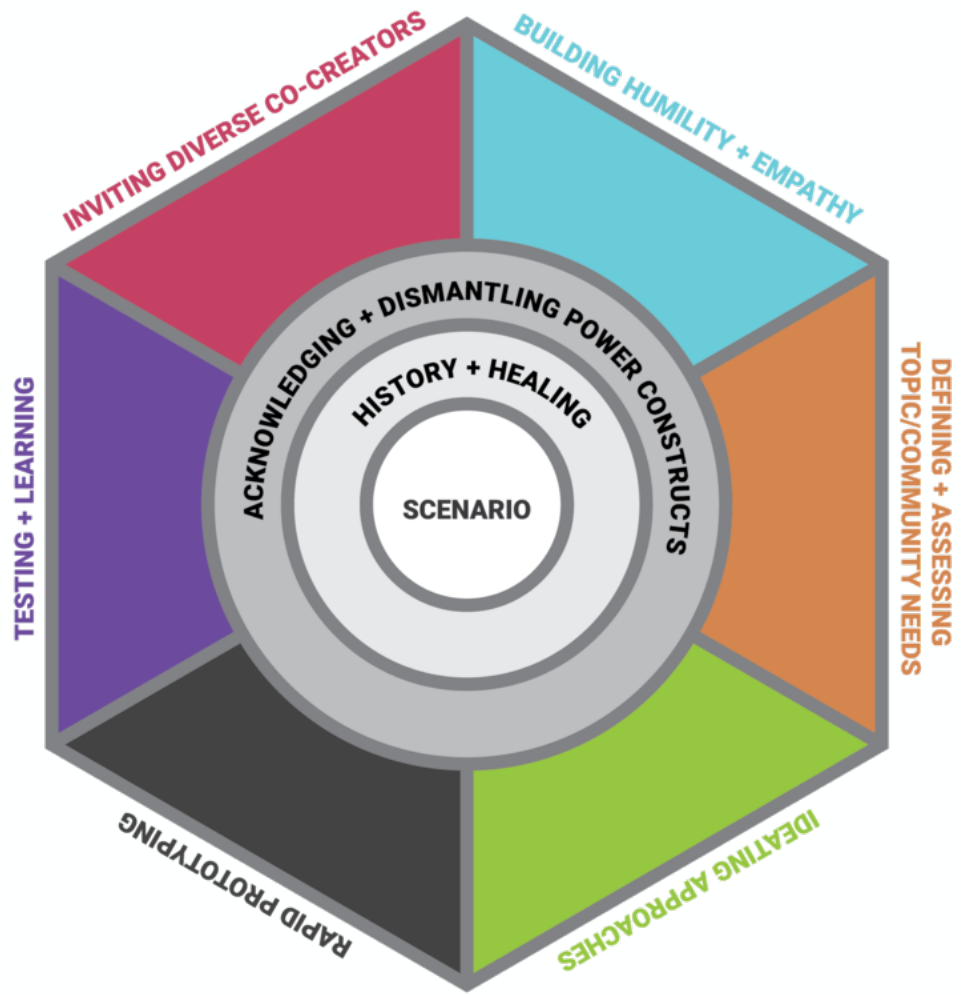 INVITING DIVERSE CO-CREATORS
BUILDING HUMILITY + EMPATHY
DEFINING + ASSESSING
TOPIC/COMMUNITY NEEDS
IDEATING APPROACHES
RAPID PROTOTYPING
TESTING + LEARNING
ACKNOWLEDGING + DISMANTLING POWER CONSTRUCTS
HISTORY + HEALING
SCENARIO